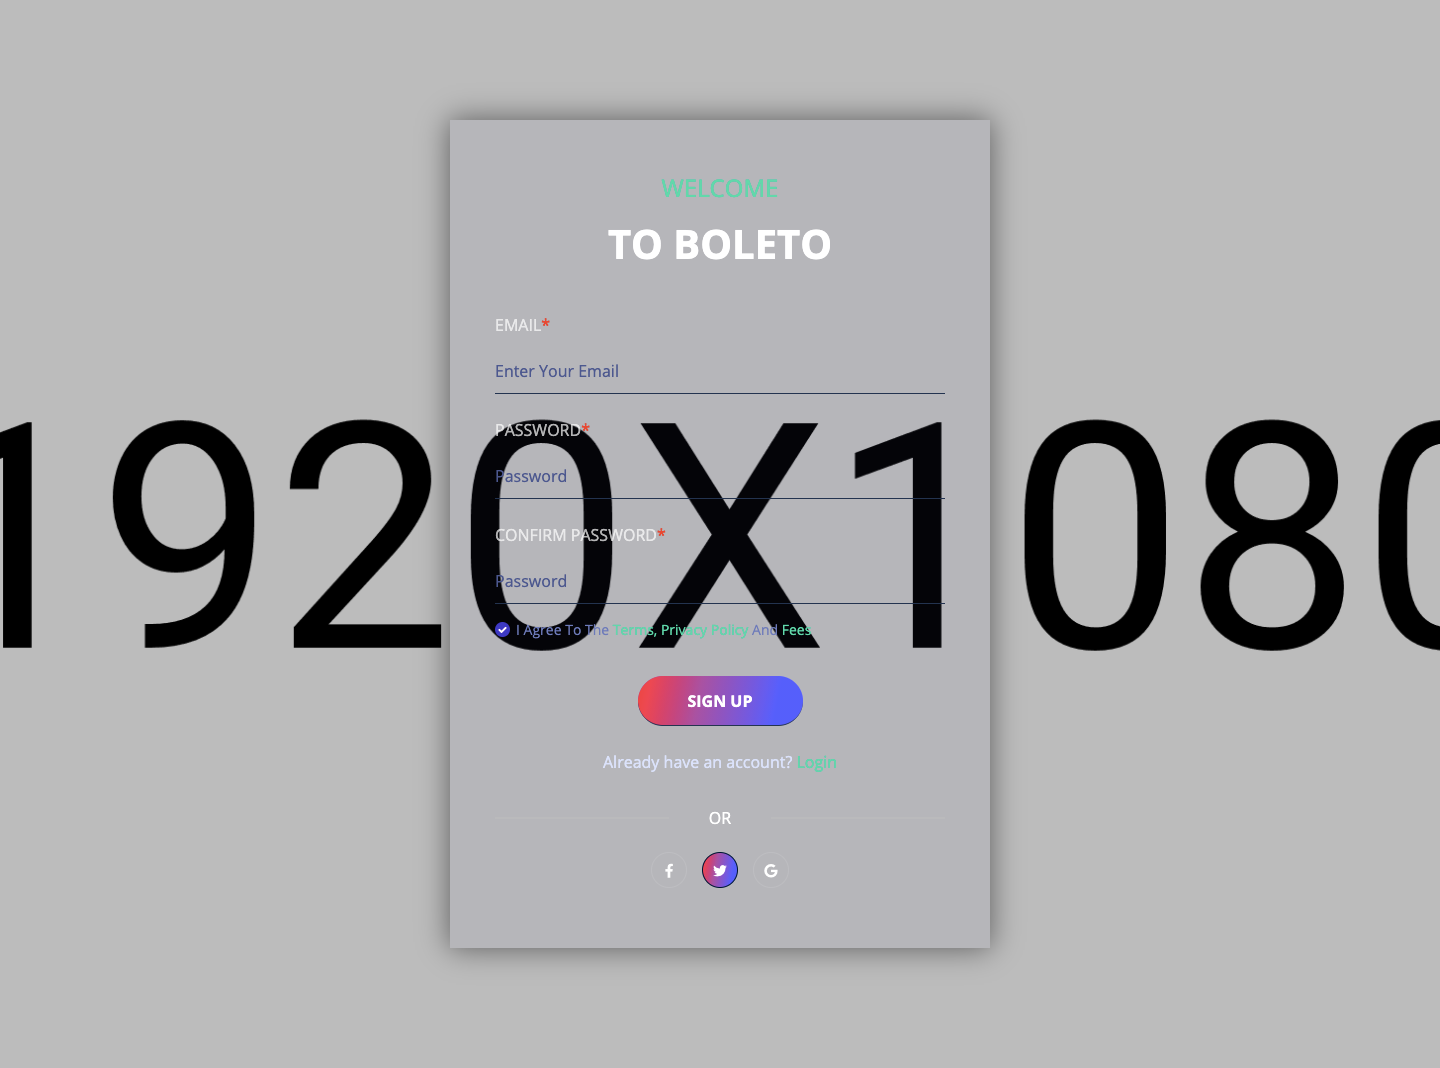 WELCOME
TO BOLETO
EMAIL*
Enter Your Email
1920X1080
PASSWORD*
Password
CONFIRM PASSWORD*
Password
I Agree To The Terms, Privacy Policy And Fees
SIGN UP
Already have an account? Login
OR